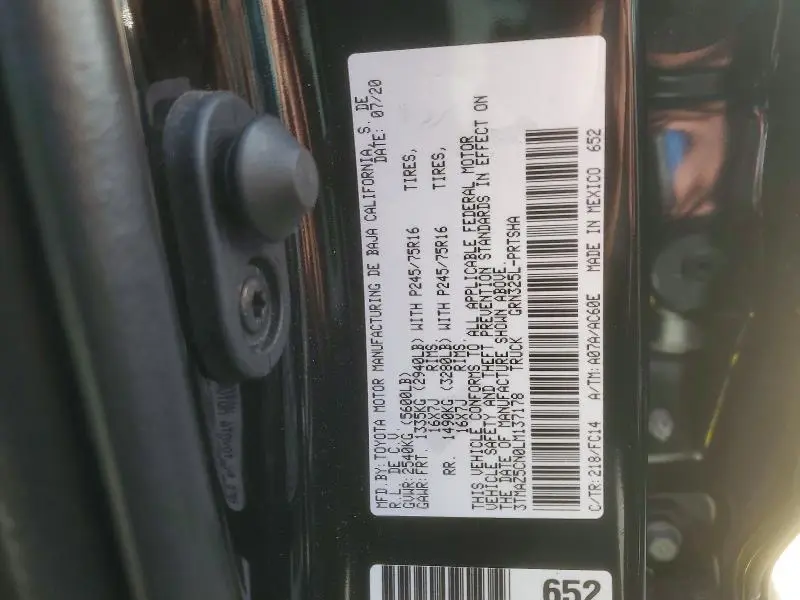 MFD.BY:TOYOTA MOTOR MANUFACTURING DE BAJA CALIFORNIA, S. DE
R.L. DE C.V. DATE: 07/20
GVWR:2540KG (5600LB)
GAWR:FRT. 1335KG (2940LB) WITH P245/75R16 TIRES,
16X7J RIMS.
RR. 1490KG (3280LB) WITH P245/75R16 TIRES,
16X7J RIMS.
THIS VEHICLE CONFORMS TO ALL APPLICABLE FEDERAL MOTOR
VEHICLE SAFETY AND THEFT PREVENTION STANDARDS IN EFFECT ON
THE DATE OF MANUFACTURE SHOWN ABOVE.
3TMAZ5CN0LM137178 TRUCK GRN325L-PRTSHA
C/TR:218/FC14 A/TM:A07A/AC60E MADE IN MEXICO 652
652